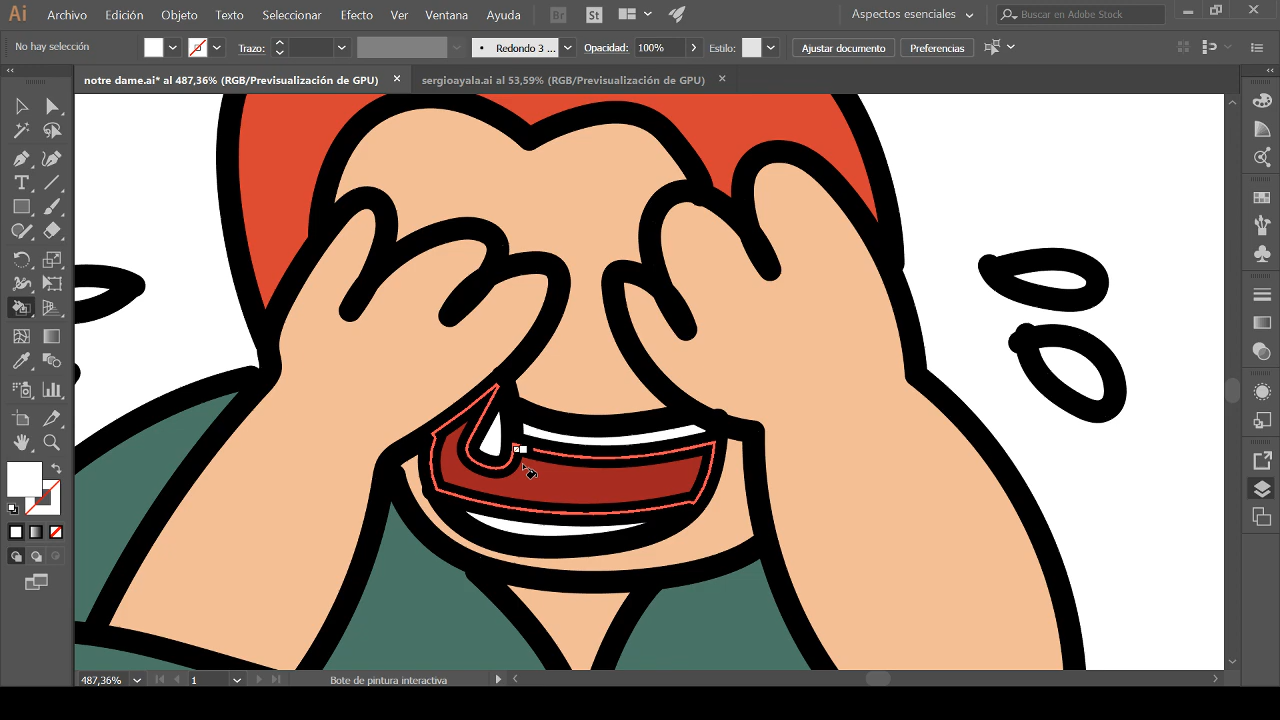 Ai Archivo Edición Objeto Texto Seleccionar Efecto Ver Ventana Ayuda Br St Aspectos esenciales Buscar en Adobe Stock
No hay selección Trazo: Redondo 3 ... Opacidad: 100% Estilo: Ajustar documento Preferencias
notre dame.ai* al 487,36% (RGB/Previsualización de GPU) × sergioayala.ai al 53,59% (RGB/Previsualización de GPU) ×
487,36% 1 Bote de pintura interactiva